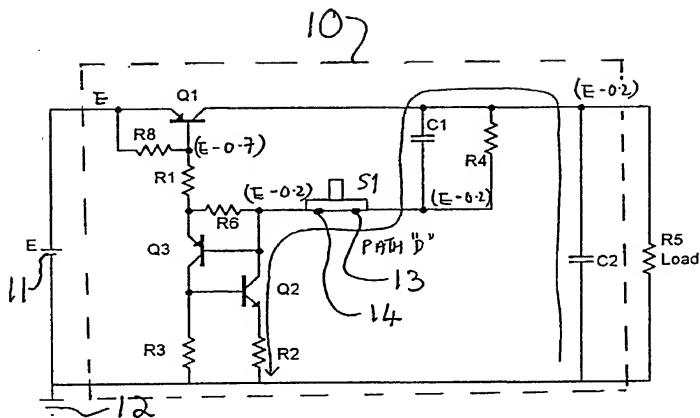 10
E
Q1
(E-0.2)
C1
R8
(E-0.7)
R4
R1
(E-0.2)
S1
(E-0.2)
R6
E
Q3
PATH "D"
R5
Load
11
Q2
13
C2
14
R3
R2
12